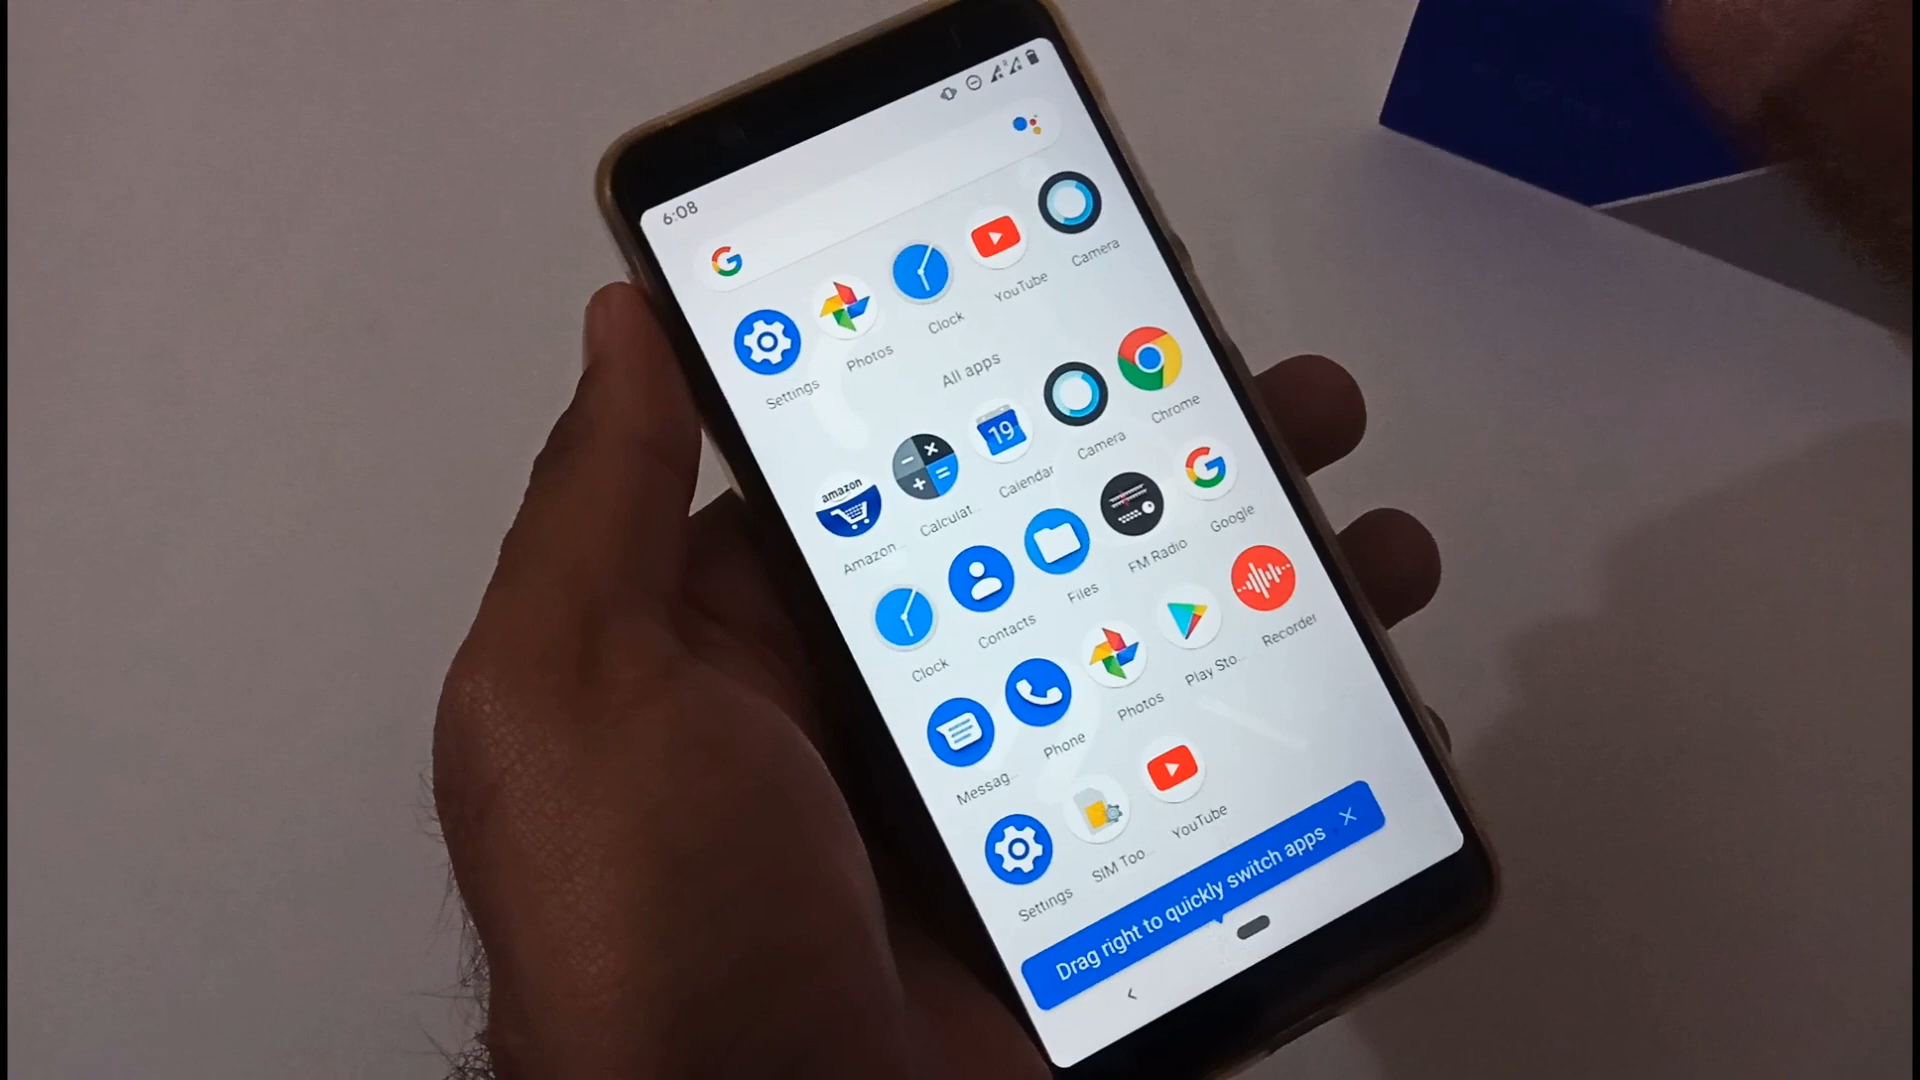 6:08
Settings
Photos
Clock
YouTube
Camera
All apps
amazon
Amazon...
Calculat...
19
Calendar
Camera
Chrome
Clock
Contacts
Files
FM Radio
Google
Messag...
Phone
Photos
Play Sto...
Recorder
Settings
SIM Too...
YouTube
Drag right to quickly switch apps